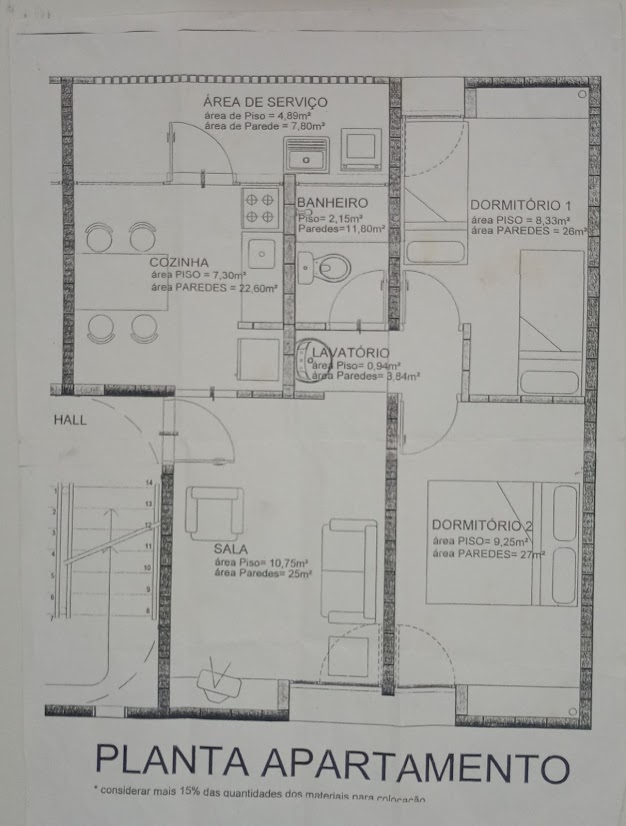 ÁREA DE SERVIÇO
área de Piso = 4,89m²
área de Parede = 7,80m²
BANHEIRO
Piso= 2,15m²
Paredes=11,80m²
DORMITÓRIO 1
área PISO = 8,33m²
área PAREDES = 26m²
COZINHA
área PISO = 7,30m²
área PAREDES = 22,60m²
LAVATÓRIO
área Piso= 0,94m²
área Paredes= 3,84m²
HALL
14
13
12
11
10
9
8
1
2
3
4
5
6
7
SALA
área Piso= 10,75m²
área Paredes= 25m²
DORMITÓRIO 2
área PISO= 9,25m²
área PAREDES= 27m²
PLANTA APARTAMENTO
* considerar mais 15% das quantidades dos materiais para colocação